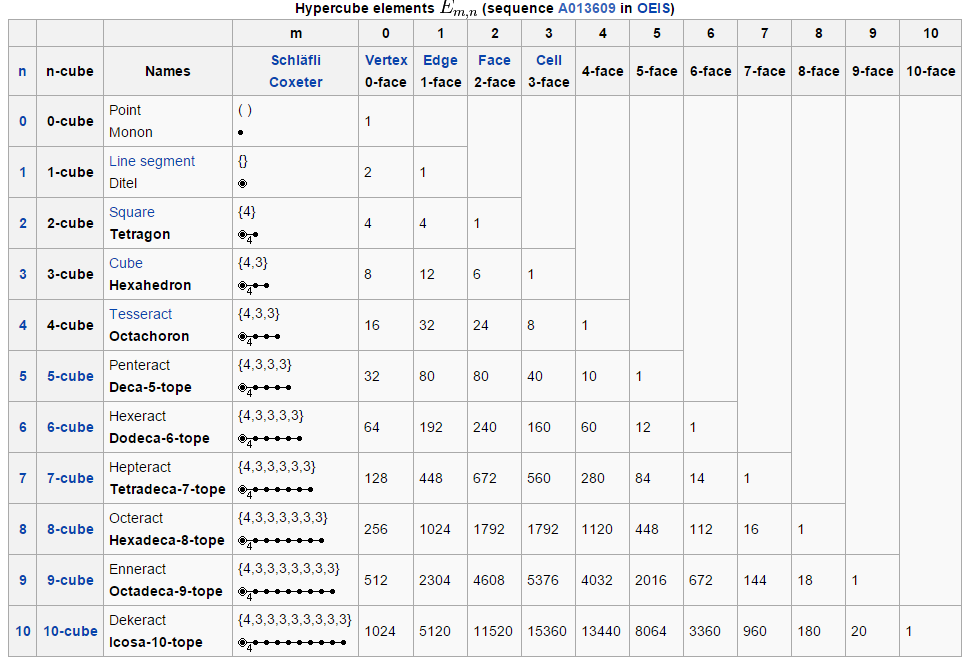 Hypercube elements E_{m,n} (sequence A013609 in OEIS)
m 0 1 2 3 4 5 6 7 8 9 10
n n-cube Names Schläfli Coxeter Vertex 0-face Edge 1-face Face 2-face Cell 3-face 4-face 5-face 6-face 7-face 8-face 9-face 10-face
0 0-cube Point Monon ( ) 1
1 1-cube Line segment Ditel {} 2 1
2 2-cube Square Tetragon {4} 4 4 4 1
3 3-cube Cube Hexahedron {4,3} 4 8 12 6 1
4 4-cube Tesseract Octachoron {4,3,3} 4 16 32 24 8 1
5 5-cube Penteract Deca-5-tope {4,3,3,3} 4 32 80 80 40 10 1
6 6-cube Hexeract Dodeca-6-tope {4,3,3,3,3} 4 64 192 240 160 60 12 1
7 7-cube Hepteract Tetradeca-7-tope {4,3,3,3,3,3} 4 128 448 672 560 280 84 14 1
8 8-cube Octeract Hexadeca-8-tope {4,3,3,3,3,3,3} 4 256 1024 1792 1792 1120 448 112 16 1
9 9-cube Enneract Octadeca-9-tope {4,3,3,3,3,3,3,3} 4 512 2304 4608 5376 4032 2016 672 144 18 1
10 10-cube Dekeract Icosa-10-tope {4,3,3,3,3,3,3,3,3} 4 1024 5120 11520 15360 13440 8064 3360 960 180 20 1